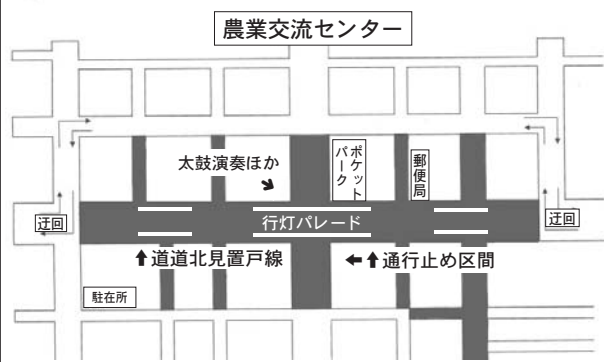 農業交流センター
太鼓演奏ほか
ポケット
パーク
郵便局
迂回
行灯パレード
迂回
道道北見置戸線
通行止め区間
駐在所